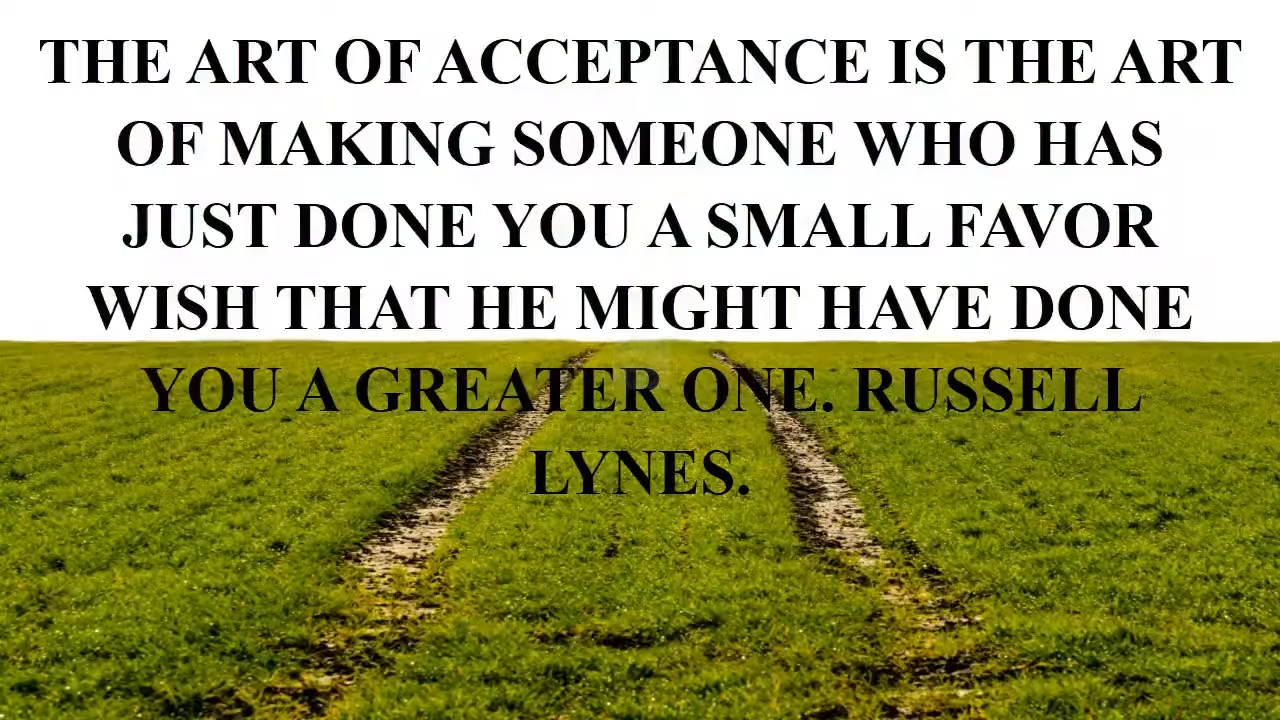 THE ART OF ACCEPTANCE IS THE ART
OF MAKING SOMEONE WHO HAS
JUST DONE YOU A SMALL FAVOR
WISH THAT HE MIGHT HAVE DONE
YOU A GREATER ONE. RUSSELL
LYNES.